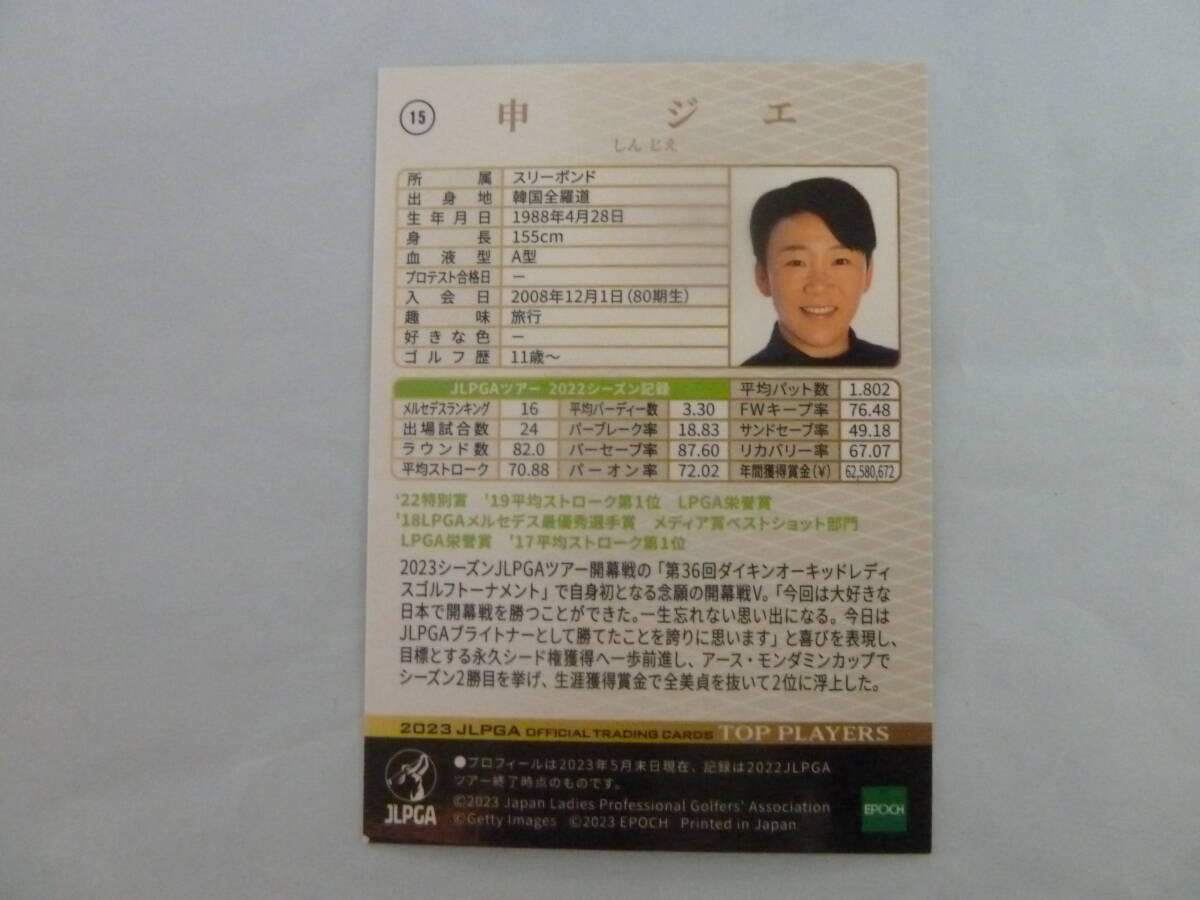 15
申 ジエ
しん じえ
所属 スリーボンド
出身地 韓国全羅道
生年月日 1988年4月28日
身長 155cm
血液型 A型
プロテスト合格日 ー
入会日 2008年12月1日(80期生)
趣味 旅行
好きな色 ー
ゴルフ歴 11歳〜
JLPGAツアー 2022シーズン記録 平均パット数 1.802
メルセデスランキング 16 平均バーディー数 3.30 FWキープ率 76.48
出場試合数 24 パーブレーク率 18.83 サンドセーブ率 49.18
ラウンド数 82.0 パーセーブ率 87.60 リカバリー率 67.07
平均ストローク 70.88 パーオン率 72.02 年間獲得賞金(¥) 62,580,672
'22特別賞 '19平均ストローク第1位 LPGA栄誉賞
'18LPGAメルセデス最優秀選手賞 メディア賞ベストショット部門
LPGA栄誉賞 '17平均ストローク第1位
2023シーズンJLPGAツアー開幕戦の「第36回ダイキンオーキッドレディ
スゴルフトーナメント」で自身初となる念願の開幕戦V。「今回は大好きな
日本で開幕戦を勝つことができた。一生忘れない思い出になる。今日は
JLPGAブライトナーとして勝てたことを誇りに思います」と喜びを表現し、
目標とする永久シード権獲得へ一歩前進し、アース・モンダミンカップで
シーズン2勝目を挙げ、生涯獲得賞金で全美貞を抜いて2位に浮上した。
2023 JLPGA OFFICIAL TRADING CARDS TOP PLAYERS
JLPGA
●プロフィールは2023年5月末日現在、記録は2022JLPGA
ツアー終了時点のものです。
©2023 Japan Ladies Professional Golfers' Association
©Getty Images ©2023 EPOCH Printed in Japan
EPOCH